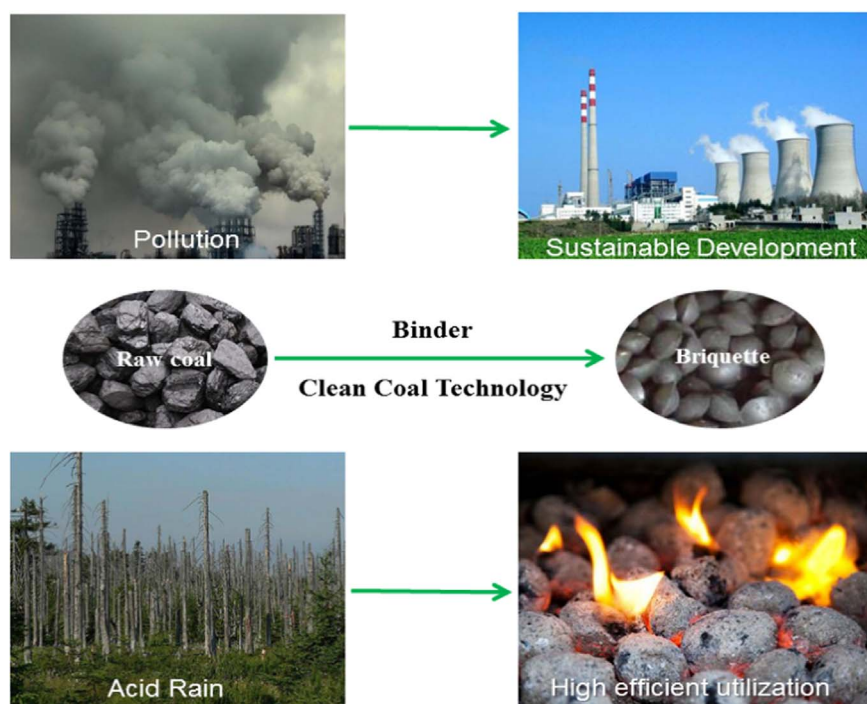 Pollution
Sustainable Development
Raw coal
Binder
Clean Coal Technology
Briquette
Acid Rain
High efficient utilization